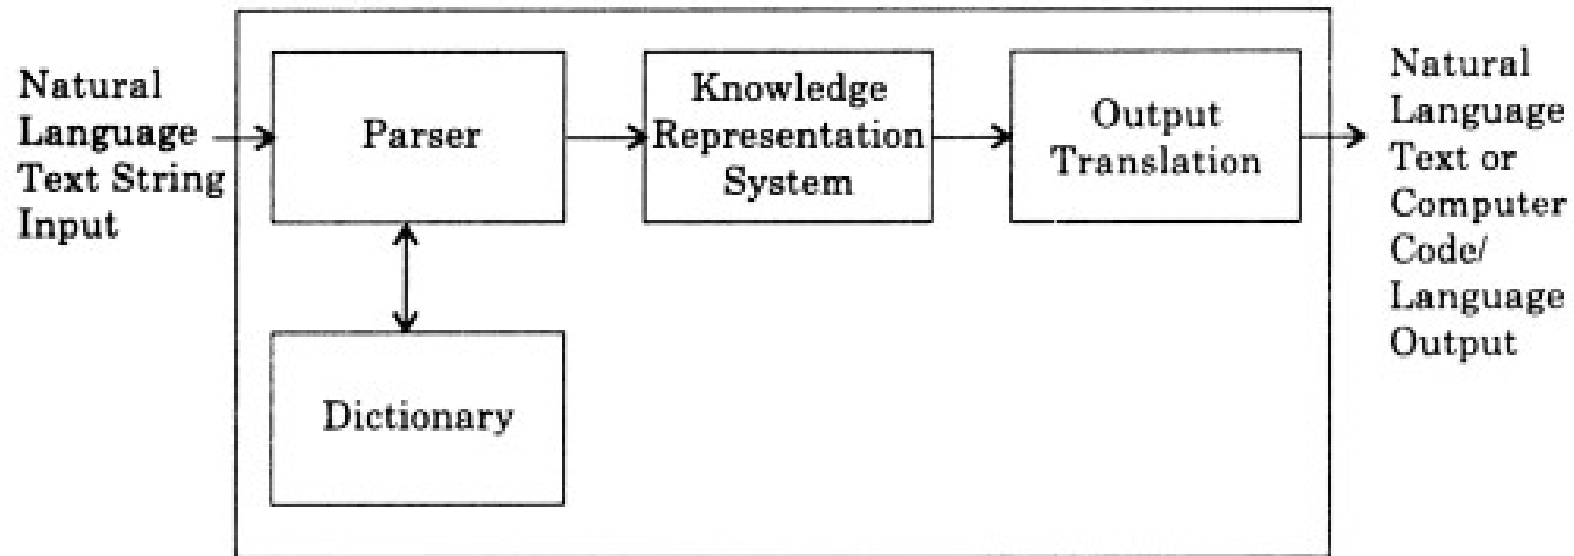 Natural
Language
Text String
Input
Parser
Knowledge
Representation
System
Output
Translation
Natural
Language
Text or
Computer
Code/
Language
Output
Dictionary